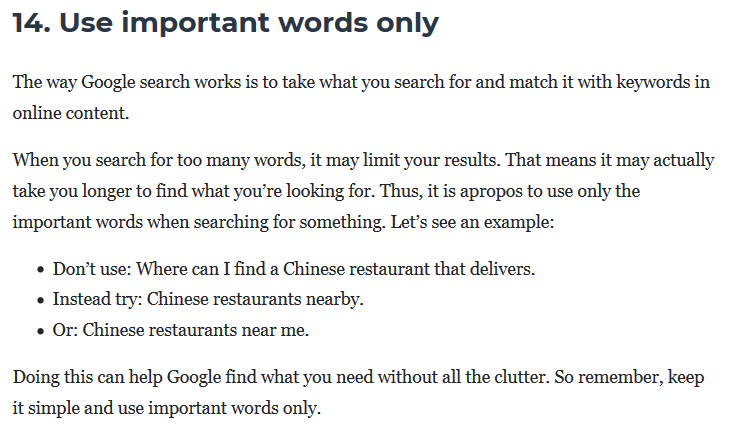 14. Use important words only
The way Google search works is to take what you search for and match it with keywords in
online content.
When you search for too many words, it may limit your results. That means it may actually
take you longer to find what you’re looking for. Thus, it is apropos to use only the
important words when searching for something. Let’s see an example:
• Don’t use: Where can I find a Chinese restaurant that delivers.
• Instead try: Chinese restaurants nearby.
• Or: Chinese restaurants near me.
Doing this can help Google find what you need without all the clutter. So remember, keep
it simple and use important words only.